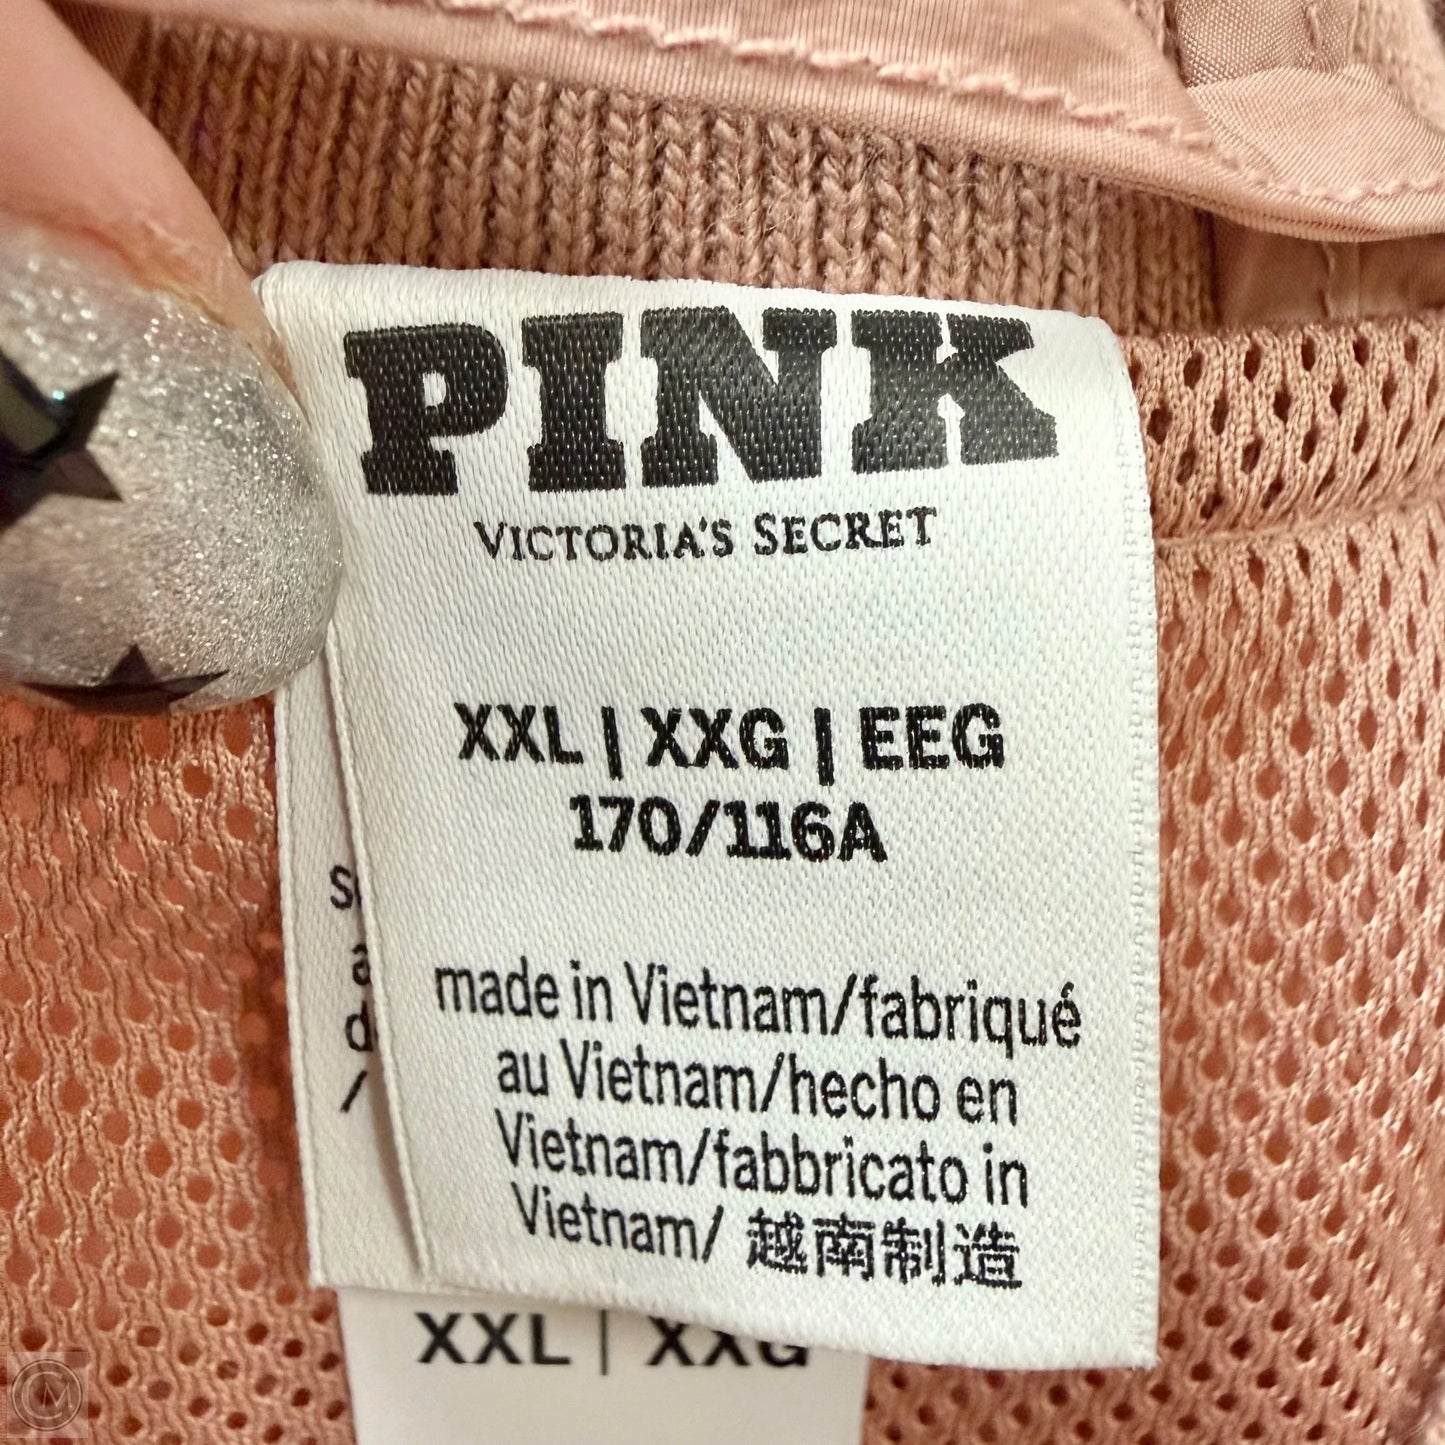 PINK
VICTORIA'S SECRET
XXL | XXG | EEG
170/116A
made in Vietnam/fabriqué
au Vietnam/hecho en
Vietnam/fabbricato in
Vietnam/ 越南制造
XXL | XXG